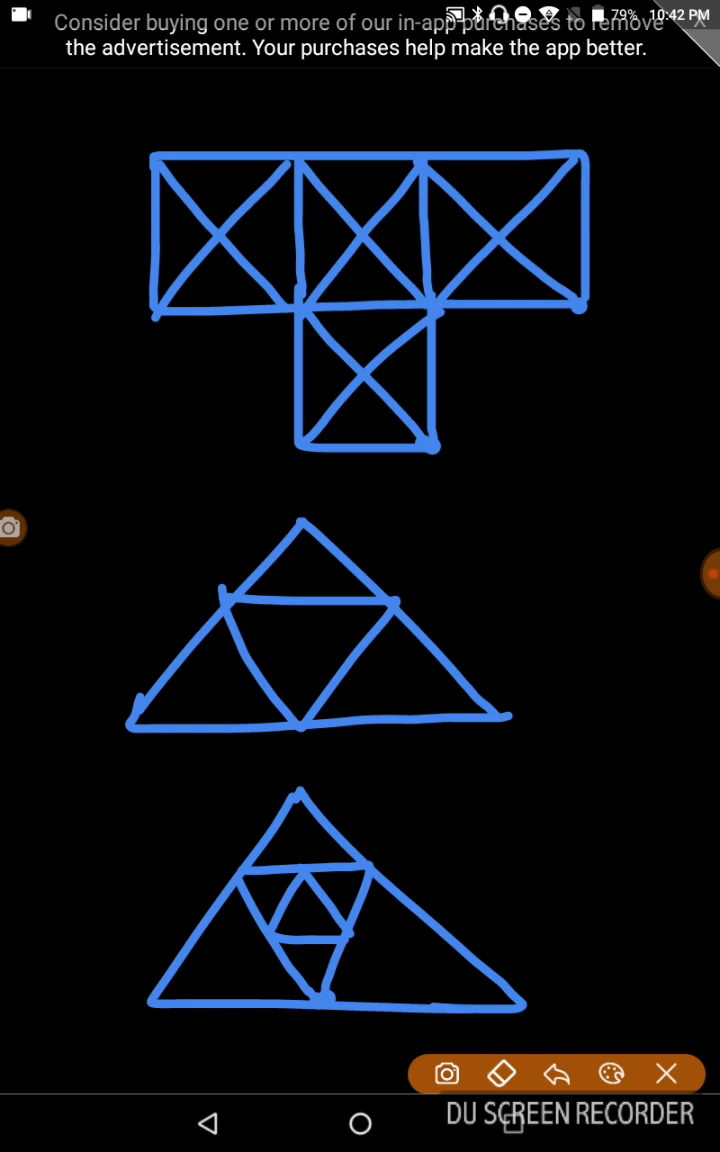 79% 10:42 PM
Consider buying one or more of our in-app purchases to remove X
the advertisement. Your purchases help make the app better.
DU SCREEN RECORDER